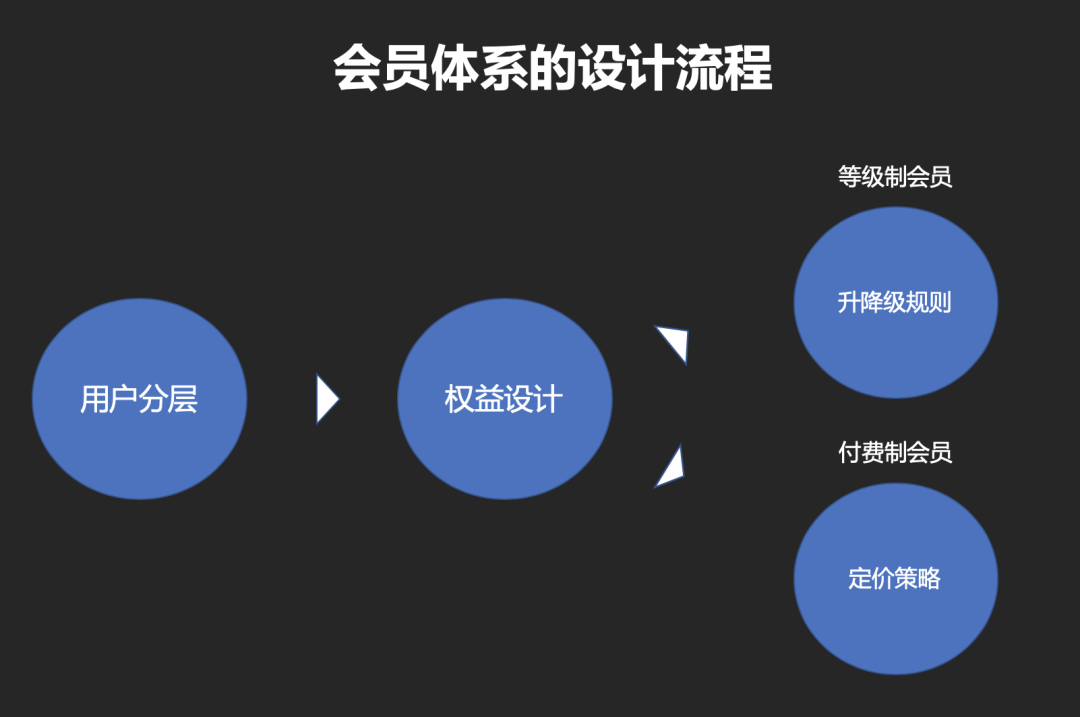 会员体系的设计流程
用户分层
权益设计
等级制会员
升降级规则
付费制会员
定价策略